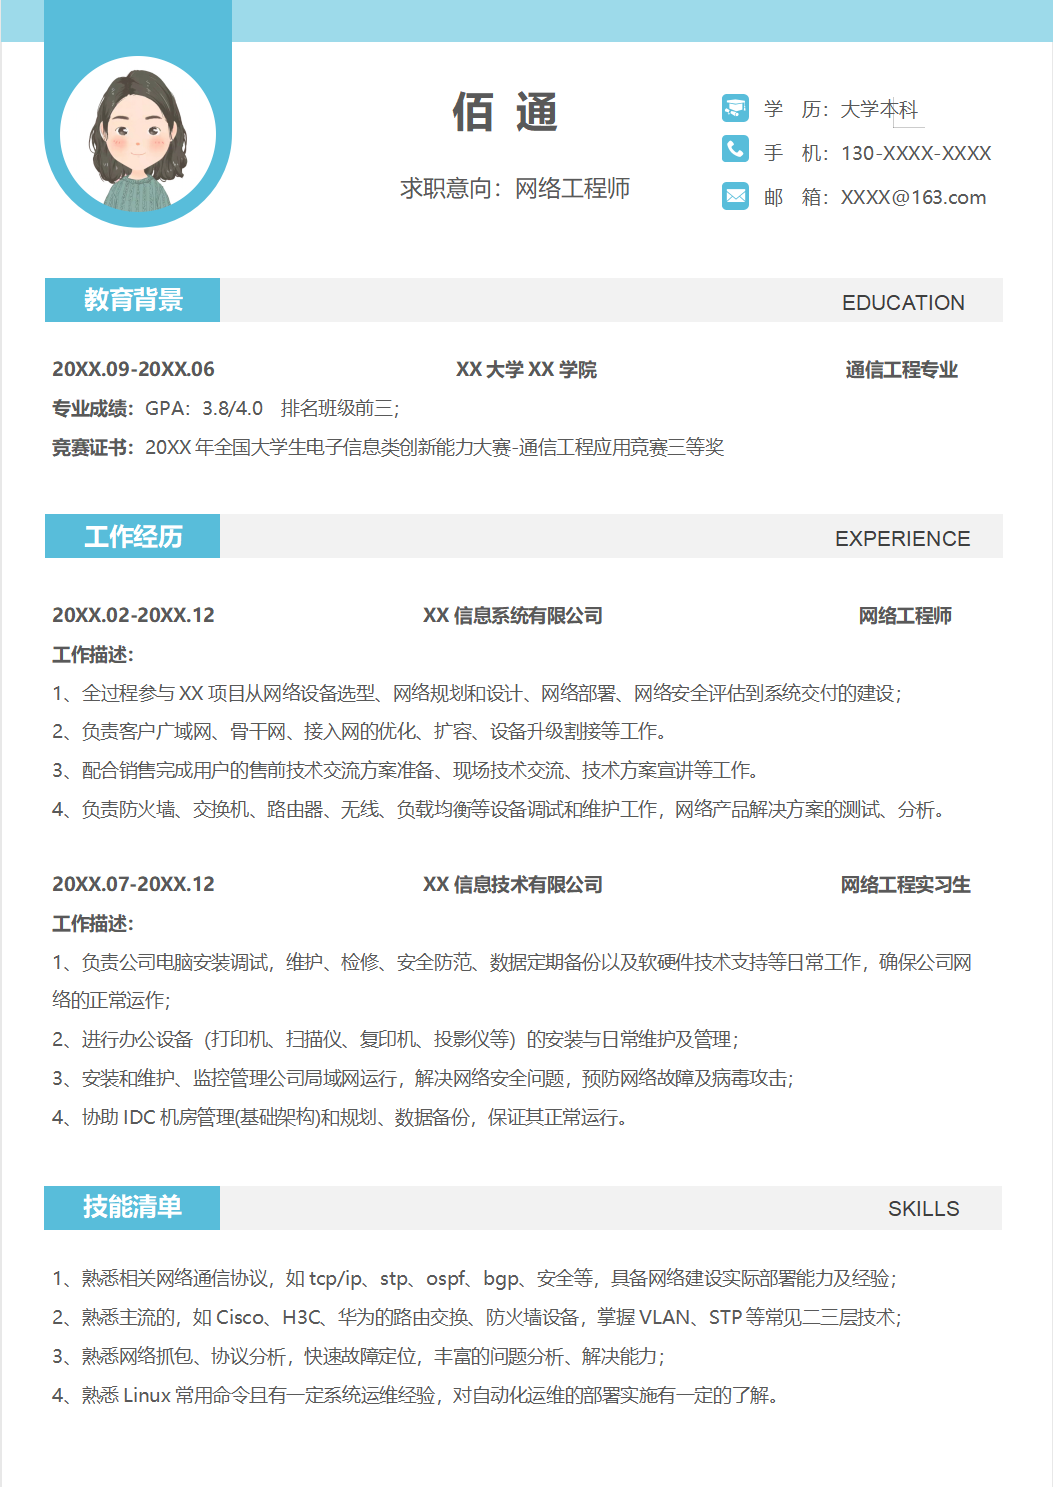 佰 通
求职意向：网络工程师
学 历：大学本科
手 机：130-XXXX-XXXX
邮 箱：XXXX@163.com
教育背景 EDUCATION
20XX.09-20XX.06 XX 大学 XX 学院 通信工程专业
专业成绩：GPA：3.8/4.0 排名班级前三；
竞赛证书：20XX 年全国大学生电子信息类创新能力大赛-通信工程应用竞赛三等奖
工作经历 EXPERIENCE
20XX.02-20XX.12 XX 信息系统有限公司 网络工程师
工作描述：
1、全过程参与 XX 项目从网络设备选型、网络规划和设计、网络部署、网络安全评估到系统交付的建设；
2、负责客户广域网、骨干网、接入网的优化、扩容、设备升级割接等工作。
3、配合销售完成用户的售前技术交流方案准备、现场技术交流、技术方案宣讲等工作。
4、负责防火墙、交换机、路由器、无线、负载均衡等设备调试和维护工作，网络产品解决方案的测试、分析。
20XX.07-20XX.12 XX 信息技术有限公司 网络工程实习生
工作描述：
1、负责公司电脑安装调试，维护、检修、安全防范、数据定期备份以及软硬件技术支持等日常工作，确保公司网
络的正常运作；
2、进行办公设备（打印机、扫描仪、复印机、投影仪等）的安装与日常维护及管理；
3、安装和维护、监控管理公司局域网运行，解决网络安全问题，预防网络故障及病毒攻击；
4、协助 IDC 机房管理(基础架构)和规划、数据备份，保证其正常运行。
技能清单 SKILLS
1、熟悉相关网络通信协议，如 tcp/ip、stp、ospf、bgp、安全等，具备网络建设实际部署能力及经验；
2、熟悉主流的，如 Cisco、H3C、华为的路由交换、防火墙设备，掌握 VLAN、STP 等常见二三层技术；
3、熟悉网络抓包、协议分析，快速故障定位，丰富的问题分析、解决能力；
4、熟悉 Linux 常用命令且有一定系统运维经验，对自动化运维的部署实施有一定的了解。